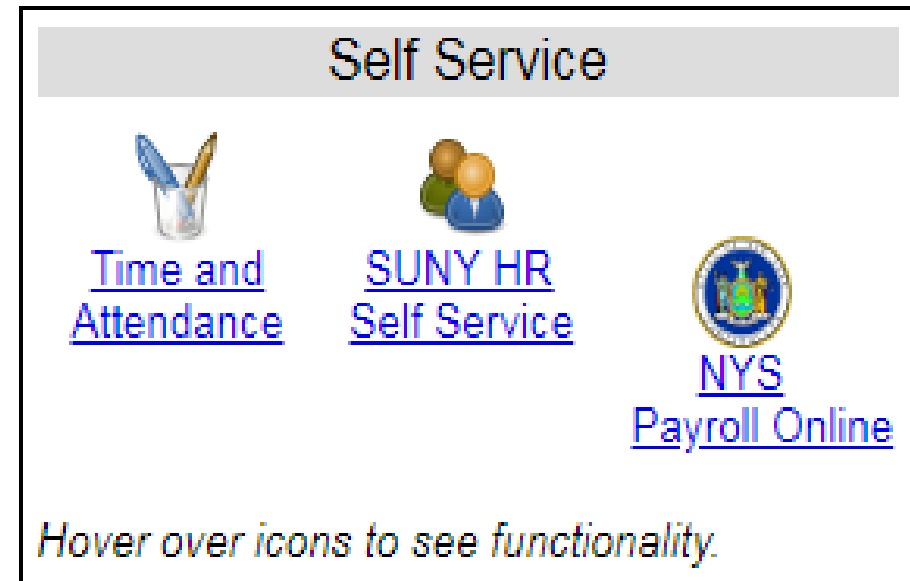 Self Service
Time and
Attendance
SUNY HR
Self Service
NYS
Payroll Online
Hover over icons to see functionality.